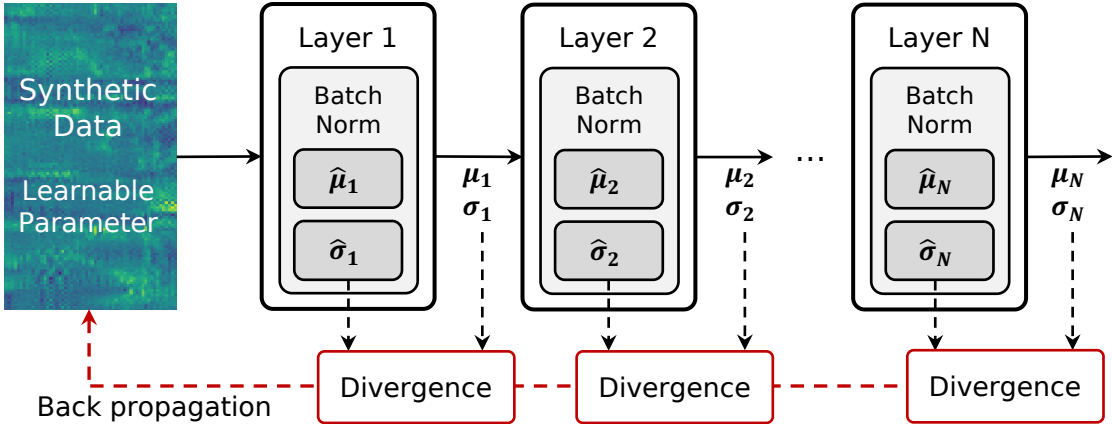 Synthetic
Data
Learnable
Parameter
Layer 1
Batch
Norm
μ̂₁
σ̂₁
μ₁
σ₁
Layer 2
Batch
Norm
μ̂₂
σ̂₂
μ₂
σ₂
...
Layer N
Batch
Norm
μ̂_N
σ̂_N
μ_N
σ_N
Divergence
Divergence
Divergence
Back propagation